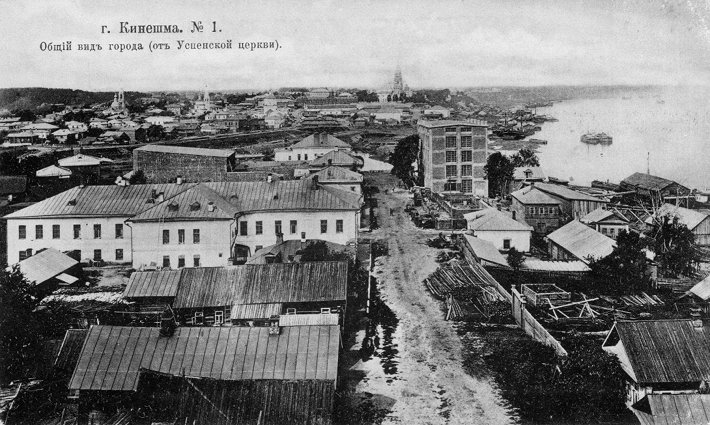 г. Кинешма. № 1.
Общій видъ города (отъ Успенской церкви).